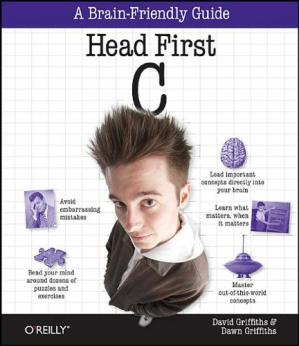 A Brain-Friendly Guide
Head First
C
Load important
concepts directly into
your brain
Avoid
embarrassing
mistakes
Learn what
matters, when
it matters
Bend your mind
around dozens of
puzzles and
exercises
Master
out-of-this-world
concepts
O'REILLY®
David Griffiths &
Dawn Griffiths